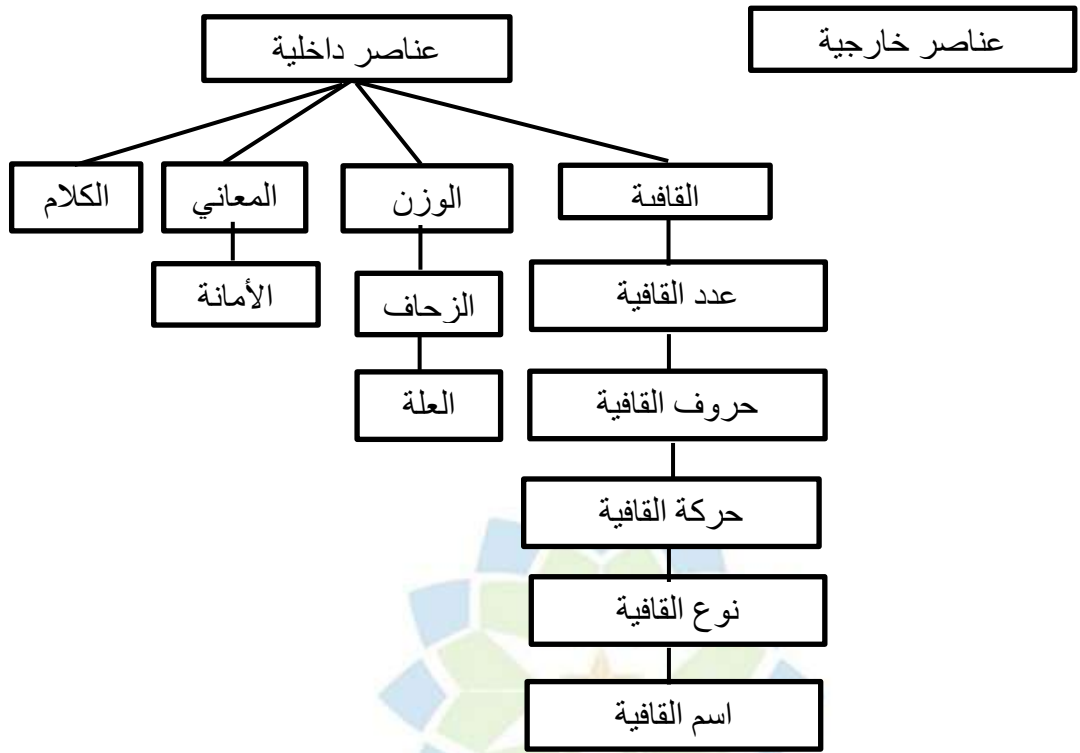 عناصر خارجية
عناصر داخلية
القافية
الوزن
المعاني
الكلام
عدد القافية
الزحاف
الأمانة
حروف القافية
العلة
حركة القافية
نوع القافية
اسم القافية